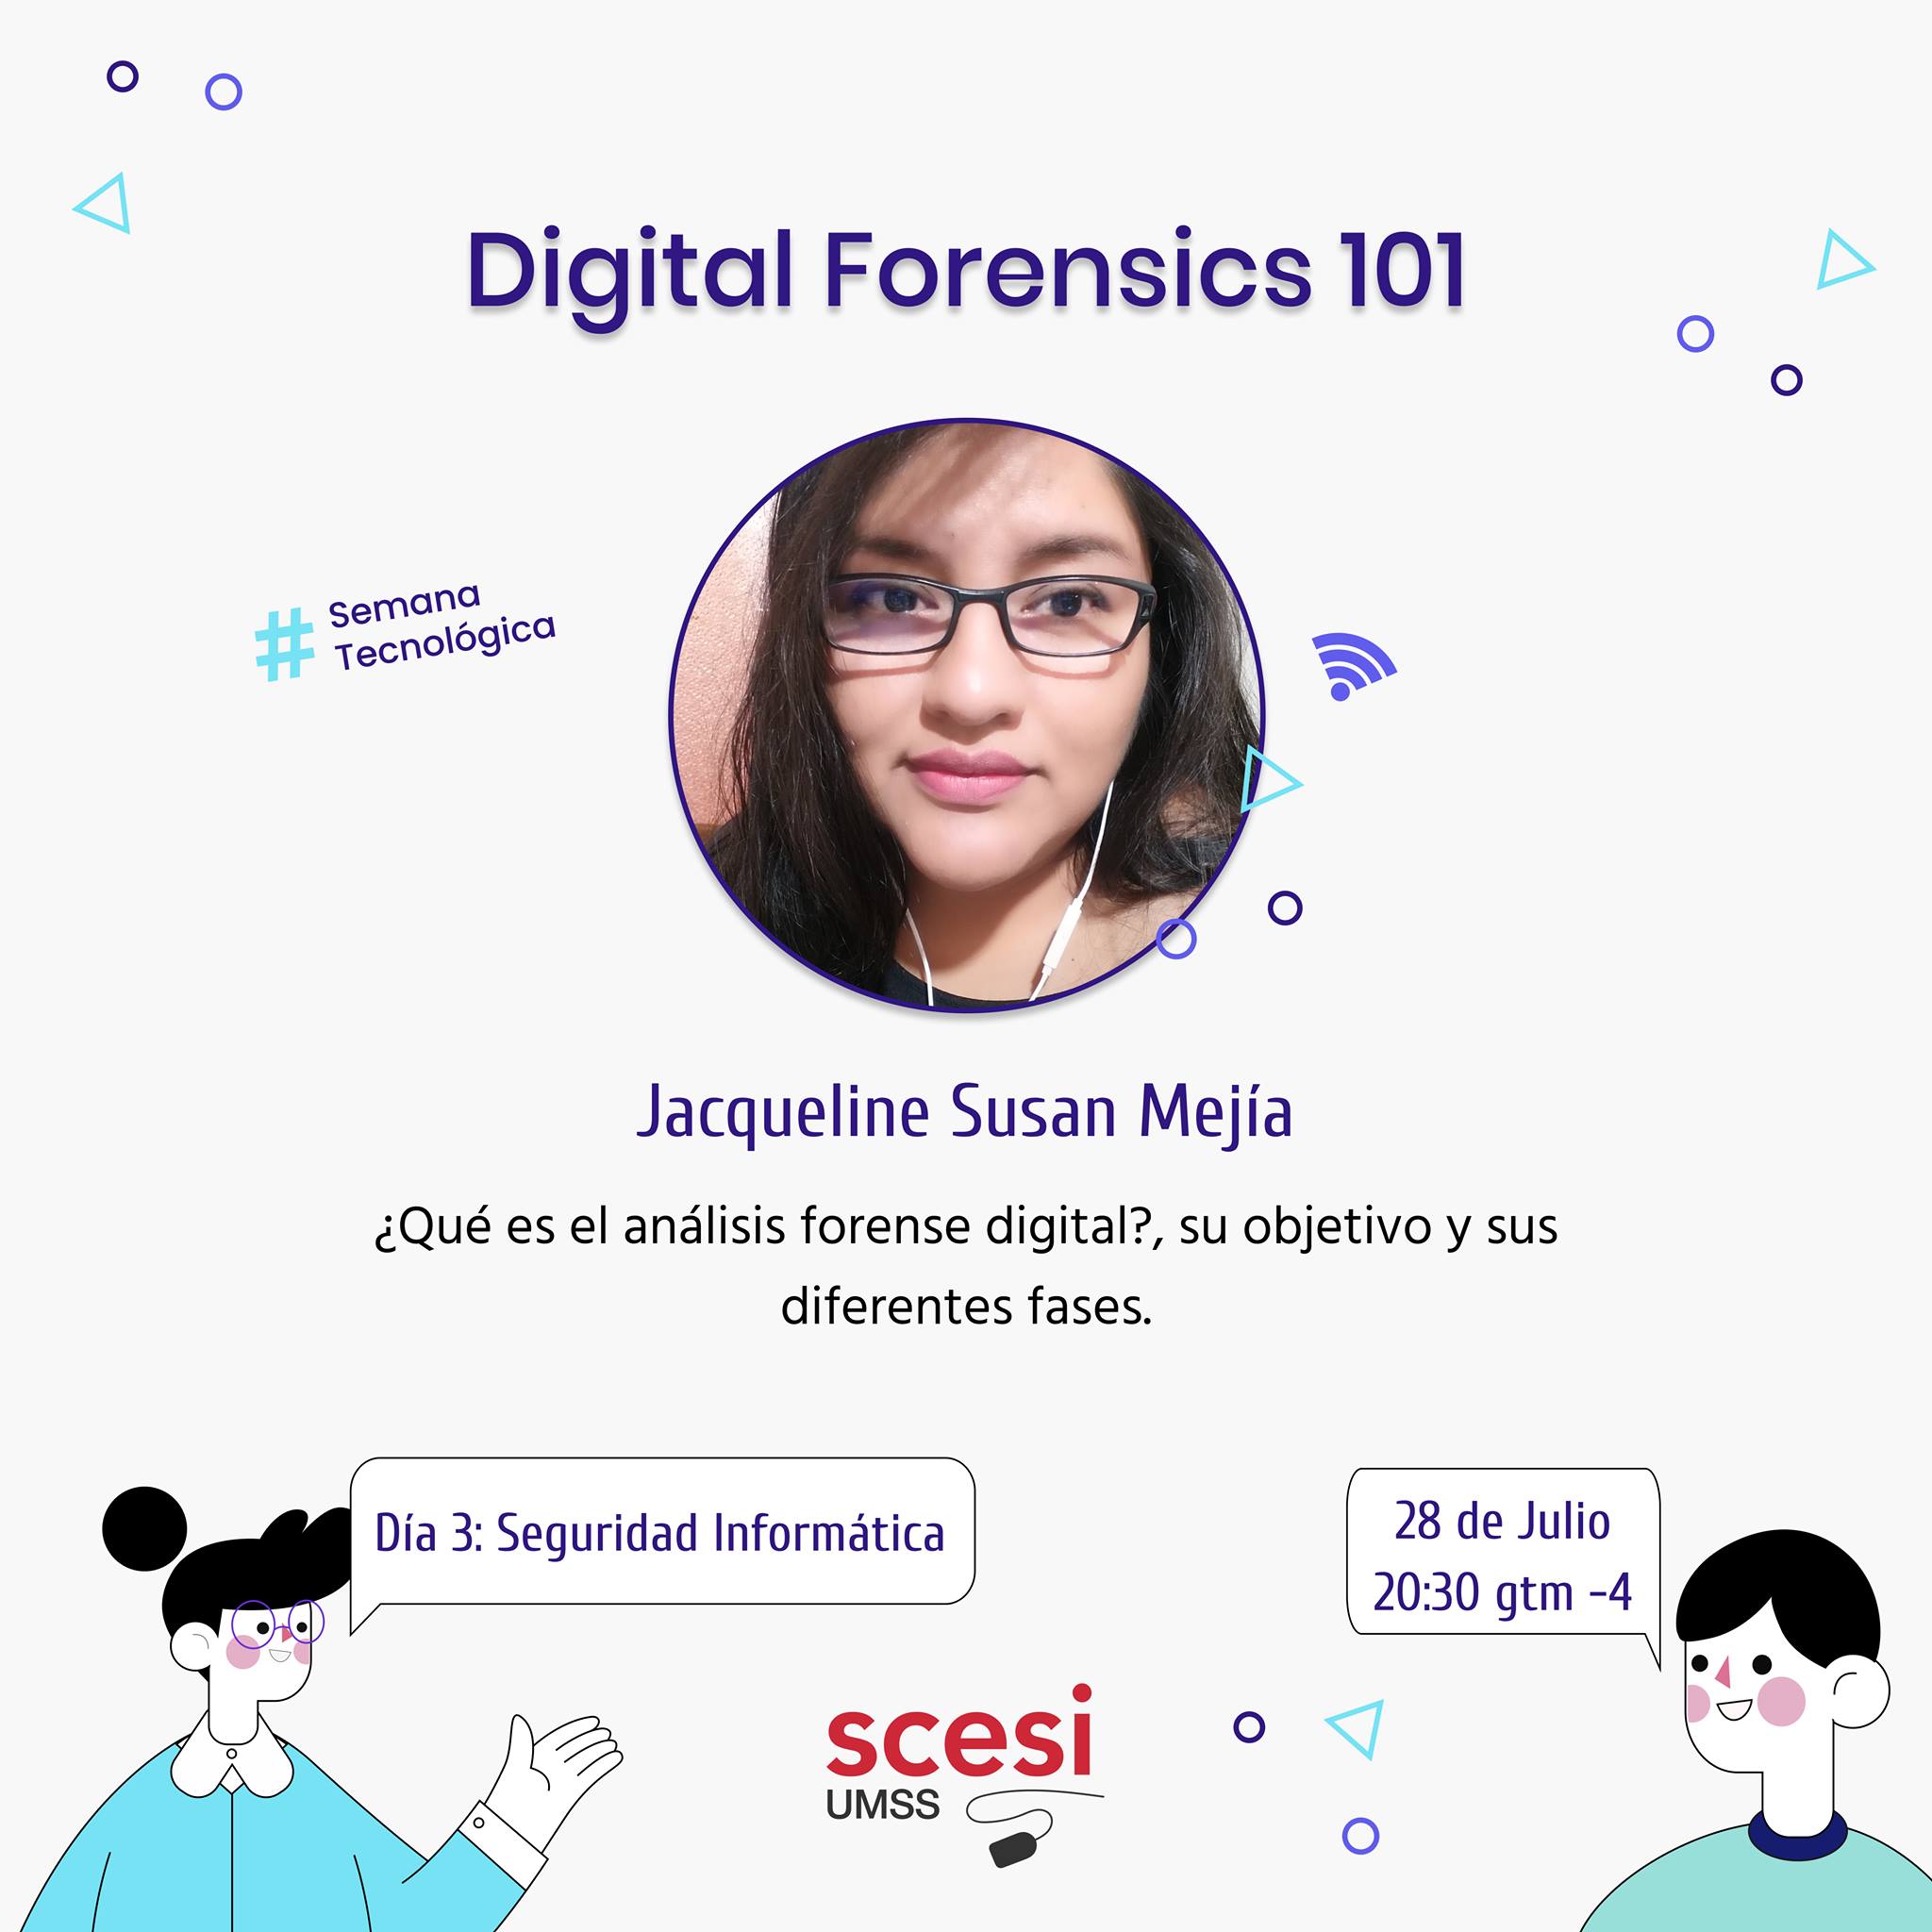 Digital Forensics 101
# Semana
Tecnológica
Jacqueline Susan Mejía
¿Qué es el análisis forense digital?, su objetivo y sus
diferentes fases.
Día 3: Seguridad Informática
28 de Julio
20:30 gtm -4
scesi
UMSS